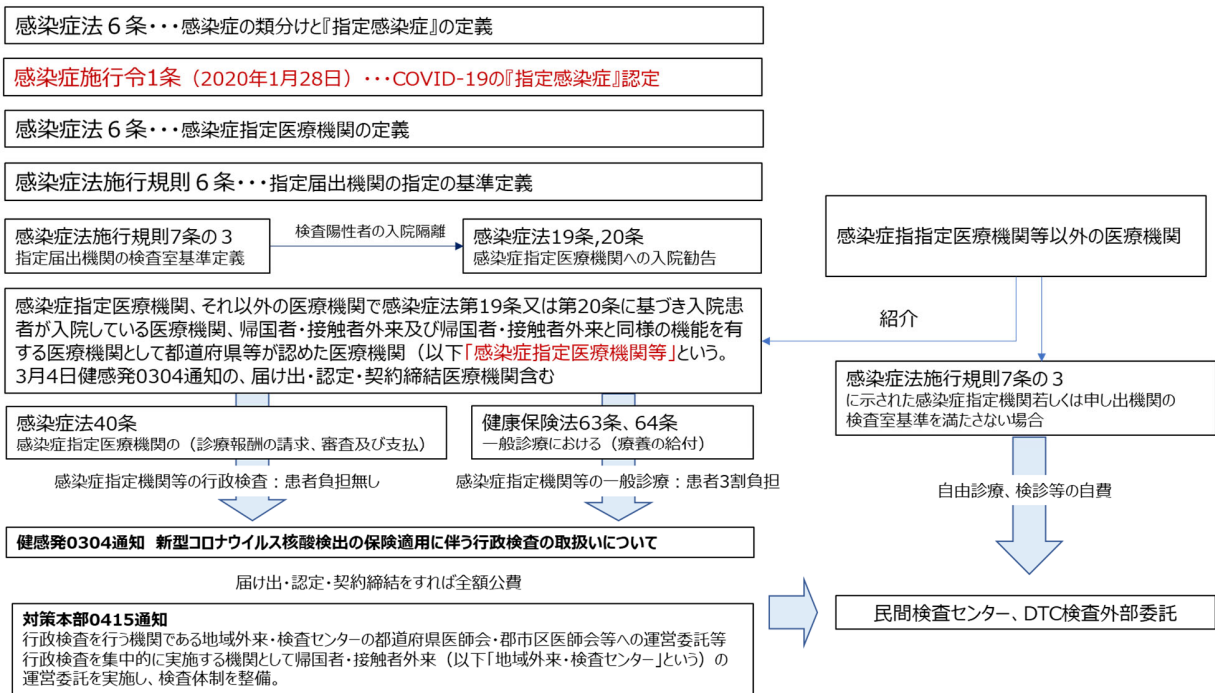 感染症法６条・・・感染症の類分けと『指定感染症』の定義
感染症施行令1条（2020年1月28日）・・・COVID-19の『指定感染症』認定
感染症法６条・・・感染症指定医療機関の定義
感染症法施行規則６条・・・指定届出機関の指定の基準定義
感染症法施行規則7条の３
指定届出機関の検査室基準定義
検査陽性者の入院隔離
感染症法19条,20条
感染症指定医療機関への入院勧告
感染症指定医療機関、それ以外の医療機関で感染症法第19条又は第20条に基づき入院患
者が入院している医療機関、帰国者・接触者外来及び帰国者・接触者外来と同様の機能を有
する医療機関として都道府県等が認めた医療機関（以下「感染症指定医療機関等」という。
3月4日健感発0304通知の、届け出・認定・契約締結医療機関含む
感染症法40条
感染症指定医療機関の（診療報酬の請求、審査及び支払）
健康保険法63条、64条
一般診療における（療養の給付）
感染症指定機関等の行政検査：患者負担無し
感染症指定機関等の一般診療：患者3割負担
健感発0304通知 新型コロナウイルス核酸検出の保険適用に伴う行政検査の取扱いについて
届け出・認定・契約締結をすれば全額公費
対策本部0415通知
行政検査を行う機関である地域外来・検査センターの都道府県医師会・郡市区医師会等への運営委託等
行政検査を集中的に実施する機関として帰国者・接触者外来（以下「地域外来・検査センター」という）の
運営委託を実施し、検査体制を整備。
感染症指指定医療機関等以外の医療機関
紹介
感染症法施行規則7条の３
に示された感染症指定機関若しくは申し出機関の
検査室基準を満たさない場合
自由診療、検診等の自費
民間検査センター、DTC検査外部委託